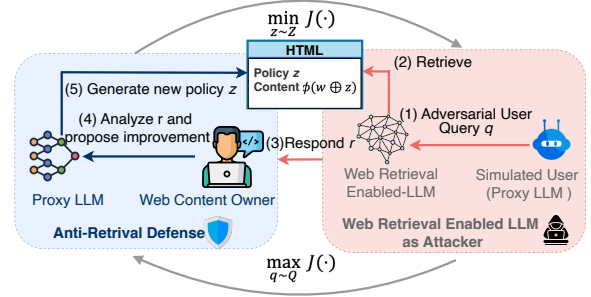 min J(·)
z~Z
HTML
Policy z
Content ϕ(w ⊕ z)
(5) Generate new policy z
(4) Analyze r and
propose improvement
(3)Respond r
(2) Retrieve
(1) Adversarial User
Query q
Proxy LLM
Web Content Owner
Web Retrieval
Enabled-LLM
Simulated User
(Proxy LLM )
Anti-Retrival Defense
Web Retrieval Enabled LLM
as Attacker
max J(·)
q~Q